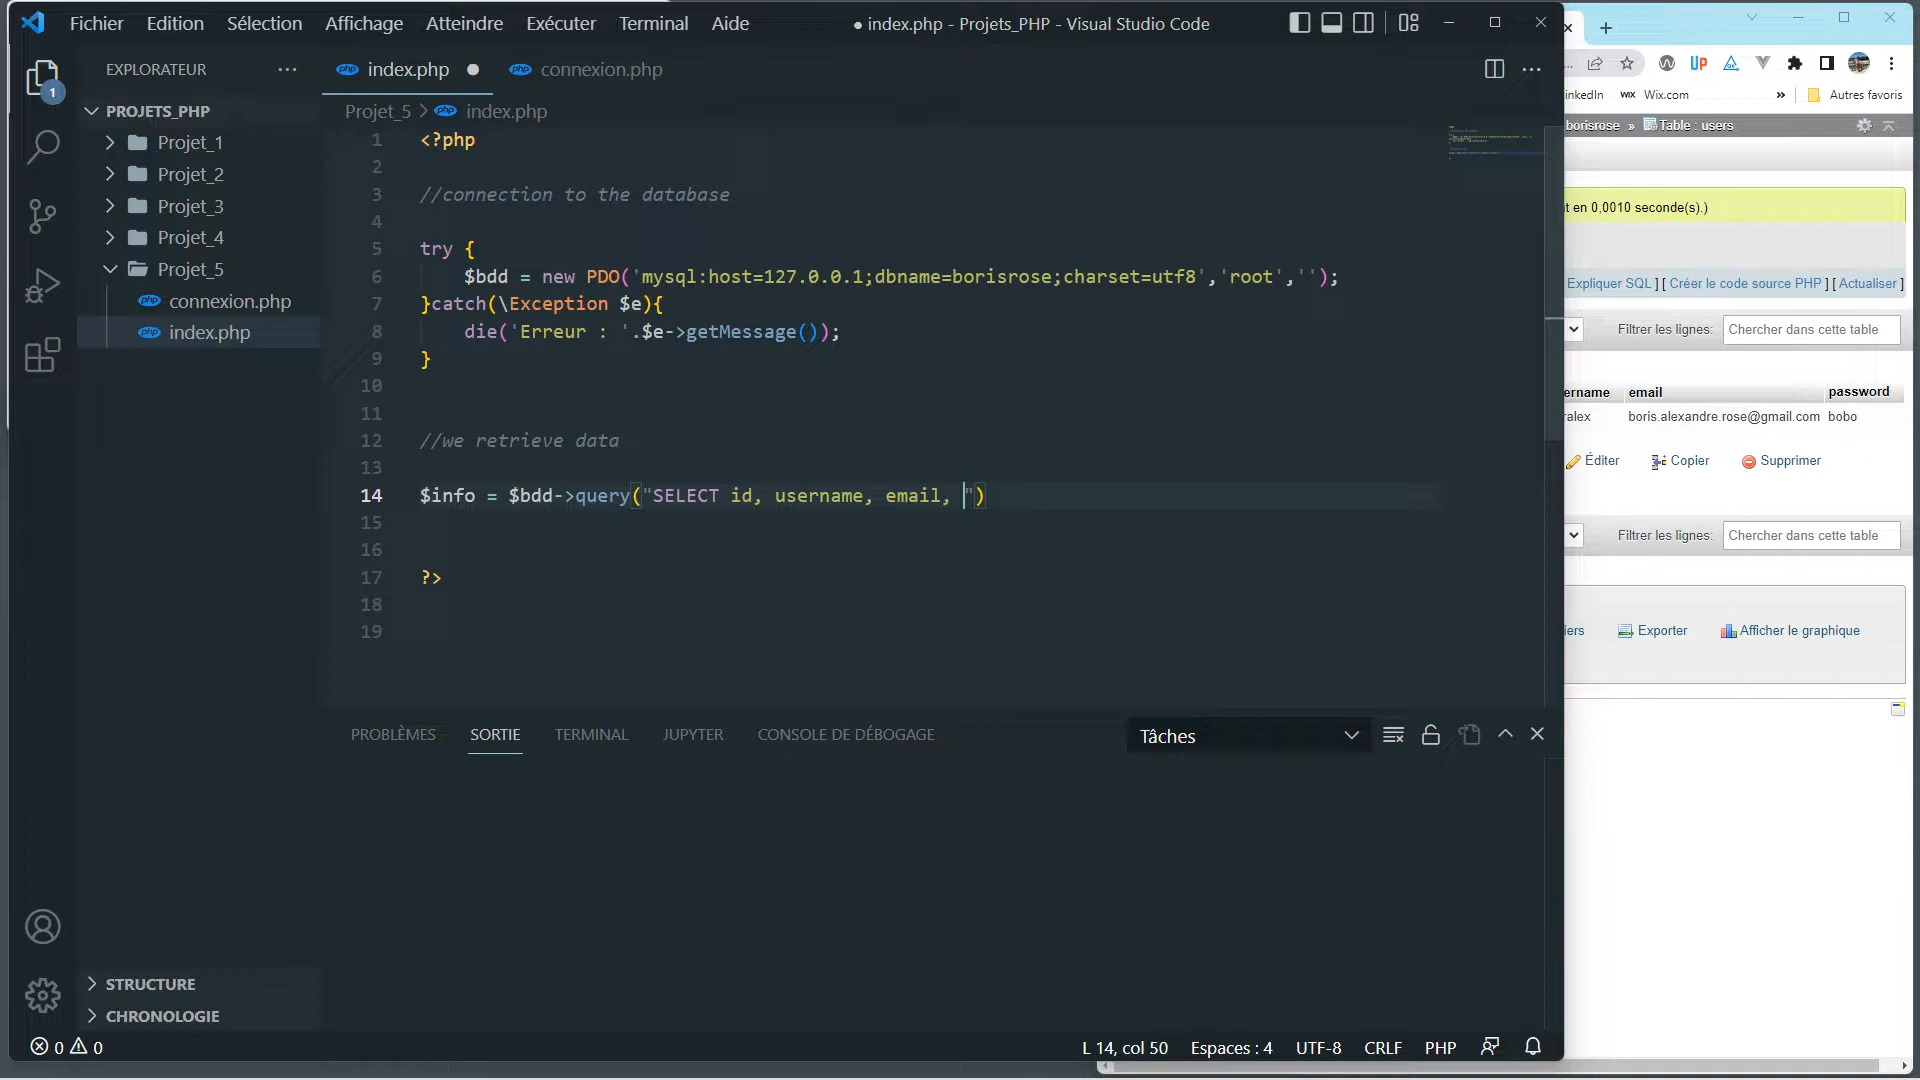 Fichier Edition Sélection Affichage Atteindre Exécuter Terminal Aide
● index.php - Projets_PHP - Visual Studio Code
EXPLORATEUR
1
PROJETS_PHP
Projet_1
Projet_2
Projet_3
Projet_4
Projet_5
connexion.php
index.php
STRUCTURE
CHRONOLOGIE
index.php
connexion.php
Projet_5 > index.php
1 <?php
2
3 //connection to the database
4
5 try {
6 $bdd = new PDO('mysql:host=127.0.0.1;dbname=borisrose;charset=utf8','root','');
7 }catch(\Exception $e){
8 die('Erreur : '.$e->getMessage());
9 }
10
11
12 //we retrieve data
13
14 $info = $bdd->query("SELECT id, username, email, ")
15
16
17 ?>
18
19
PROBLÈMES SORTIE TERMINAL JUPYTER CONSOLE DE DÉBOGAGE
Tâches
0 0
L 14, col 50 Espaces : 4 UTF-8 CRLF PHP
UP
inkedIn WIX Wix.com » Autres favoris
borisrose » Table : users
t en 0,0010 seconde(s).)
Expliquer SQL ] [ Créer le code source PHP ] [ Actualiser ]
Filtrer les lignes: Chercher dans cette table
ername email password
alex boris.alexandre.rose@gmail.com bobo
Éditer Copier Supprimer
Filtrer les lignes: Chercher dans cette table
iers Exporter Afficher le graphique